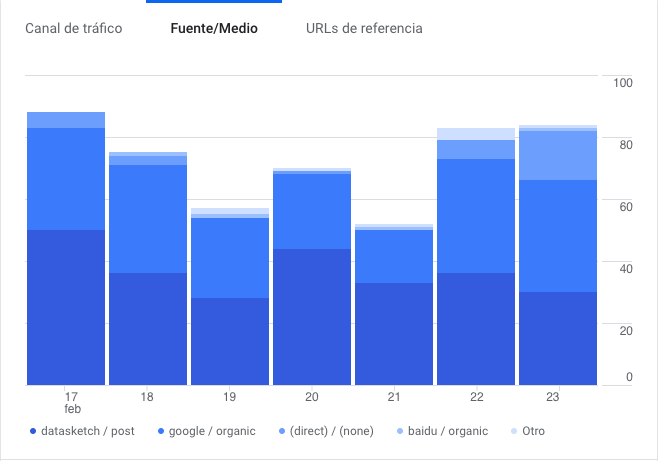 Canal de tráfico
Fuente/Medio
URLs de referencia
100
80
60
40
20
0
17 18 19 20 21 22 23
feb
datasketch / post google / organic (direct) / (none) baidu / organic Otro